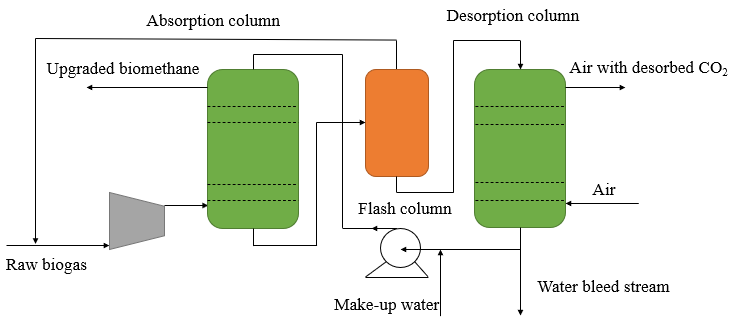 Absorption column
Desorption column
Upgraded biomethane
Air with desorbed CO₂
Air
Flash column
Raw biogas
Water bleed stream
Make-up water